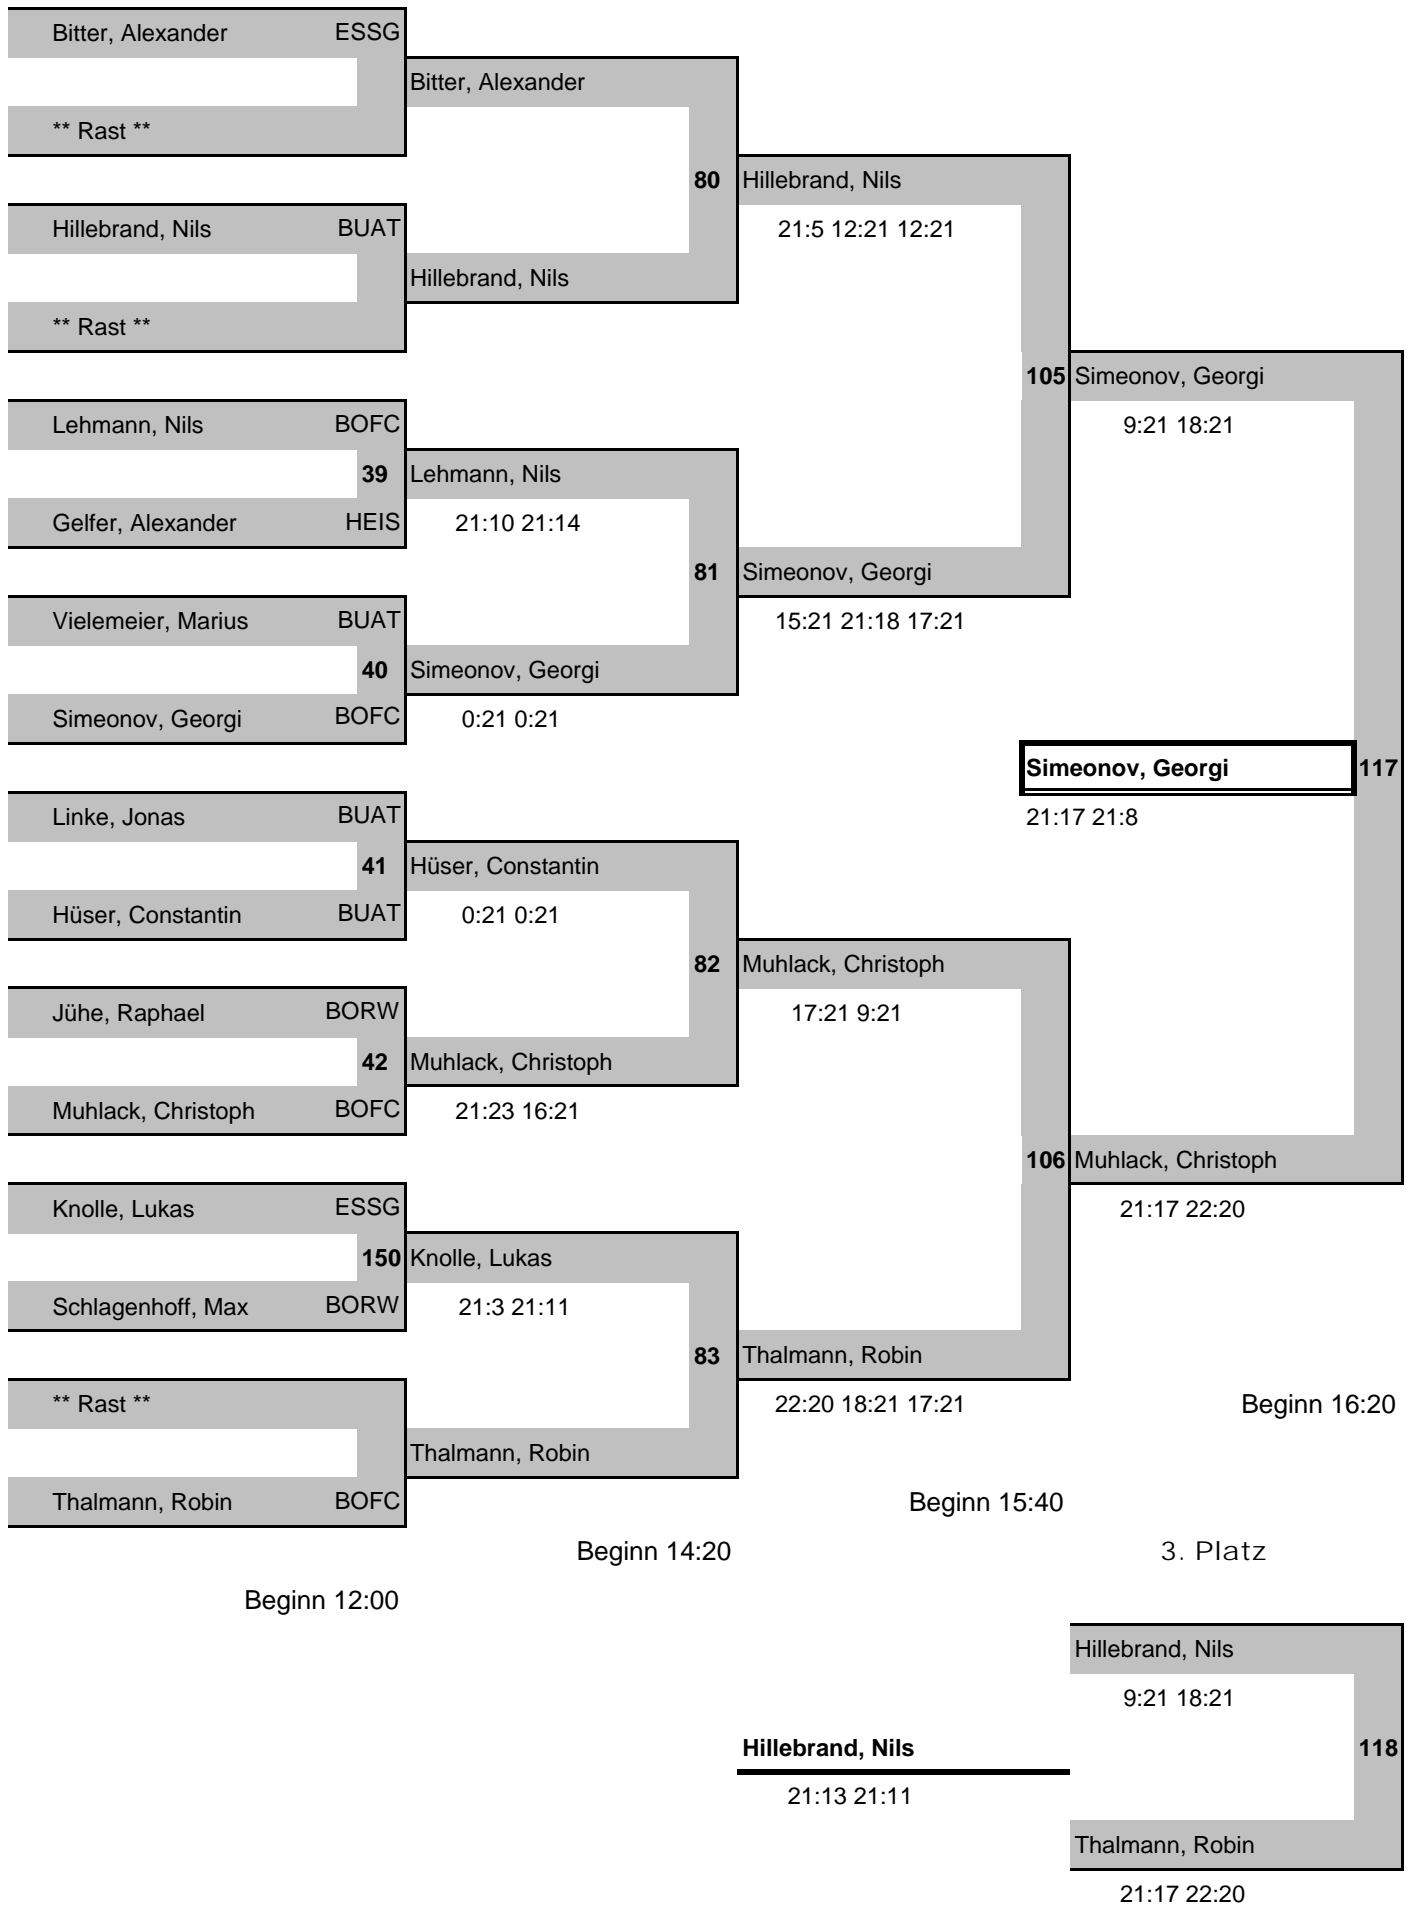 Bitter, Alexander ESSG
Bitter, Alexander
** Rast **
80 Hillebrand, Nils
Hillebrand, Nils BUAT
21:5 12:21 12:21
Hillebrand, Nils
** Rast **
105 Simeonov, Georgi
Lehmann, Nils BOFC
9:21 18:21
39 Lehmann, Nils
Gelfer, Alexander HEIS
21:10 21:14
81 Simeonov, Georgi
Vielemeier, Marius BUAT
15:21 21:18 17:21
40 Simeonov, Georgi
Simeonov, Georgi BOFC
0:21 0:21
Simeonov, Georgi 117
Linke, Jonas BUAT
21:17 21:8
41 Hüser, Constantin
Hüser, Constantin BUAT
0:21 0:21
82 Muhlack, Christoph
Jühe, Raphael BORW
17:21 9:21
42 Muhlack, Christoph
Muhlack, Christoph BOFC
21:23 16:21
106 Muhlack, Christoph
Knolle, Lukas ESSG
21:17 22:20
150 Knolle, Lukas
Schlagenhoff, Max BORW
21:3 21:11
83 Thalmann, Robin
** Rast **
22:20 18:21 17:21
Beginn 16:20
Thalmann, Robin
Thalmann, Robin BOFC
Beginn 15:40
Beginn 14:20
3. Platz
Beginn 12:00
Hillebrand, Nils
9:21 18:21
Hillebrand, Nils 118
21:13 21:11
Thalmann, Robin
21:17 22:20